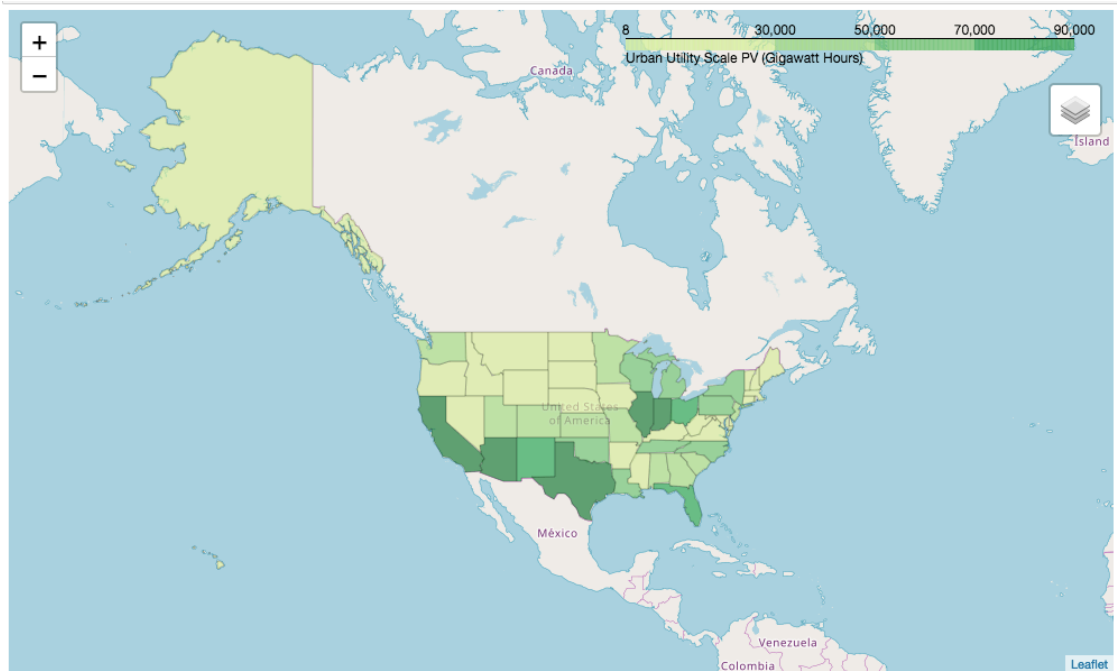 +
−
8 30,000 50,000 70,000 90,000
Urban Utility Scale PV (Gigawatt Hours)
Canada
Ísland
United States
of America
México
Venezuela
Colombia
Leaflet